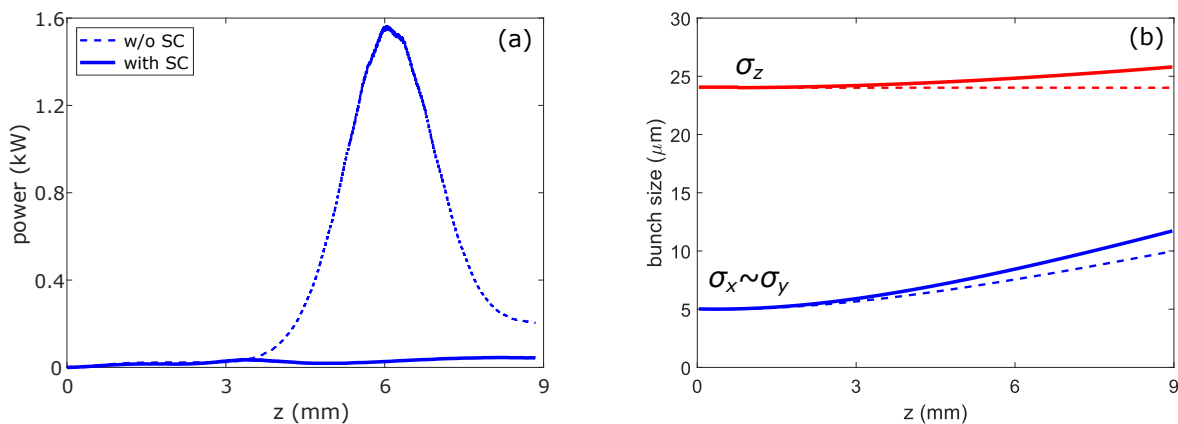 (a)
w/o SC
with SC
1.6
1.2
0.8
0.4
0
power (kW)
0
3
6
9
z (mm)
(b)
σz
σx~σy
30
25
20
15
10
5
0
bunch size (μm)
0
3
6
9
z (mm)